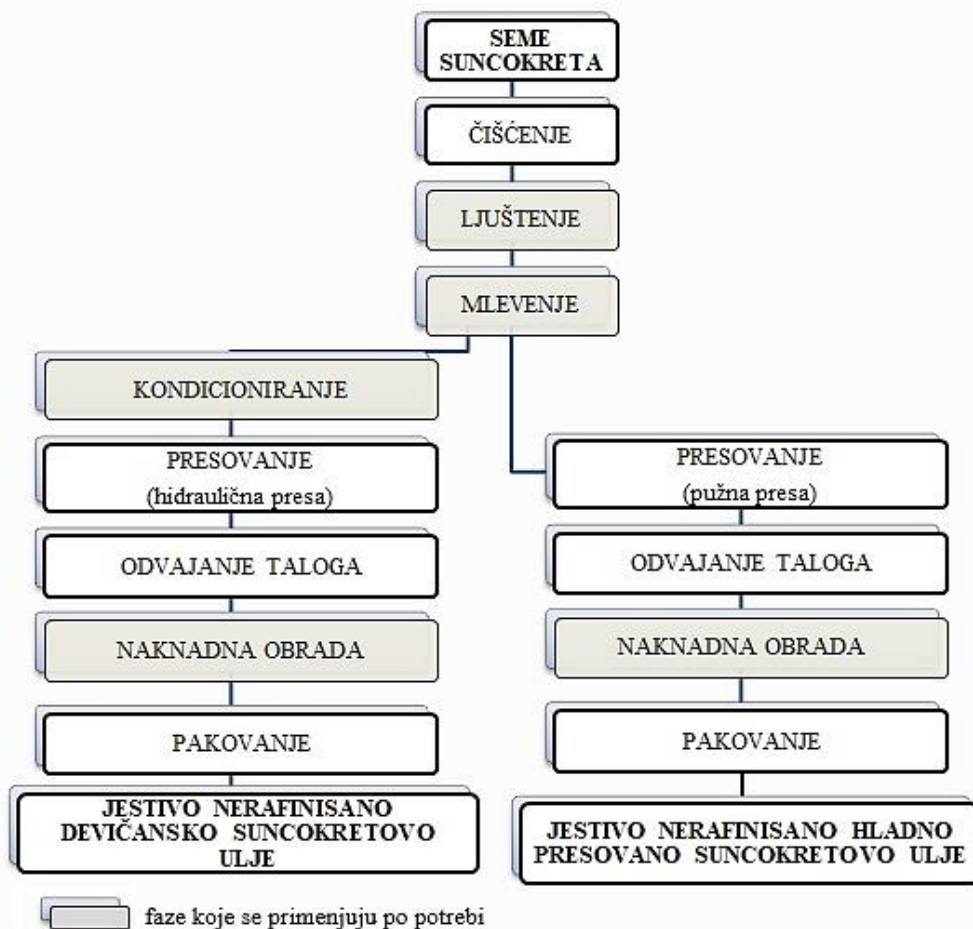 SEME
SUNCOKRETA
ČIŠĆENJE
LJUŠTENJE
MLEVENJE
KONDICIONIRANJE
PRESOVANJE
(hidraulična presa)
ODVAJANJE TALOGA
NAKNADNA OBRADA
PAKOVANJE
JESTIVO NERAFINISANO
DEVIČANSKO SUNCOKRETOVO
ULJE
PRESOVANJE
(pužna presa)
ODVAJANJE TALOGA
NAKNADNA OBRADA
PAKOVANJE
JESTIVO NERAFINISANO HLADNO
PRESOVANO SUNCOKRETOVO ULJE
faze koje se primenjuju po potrebi